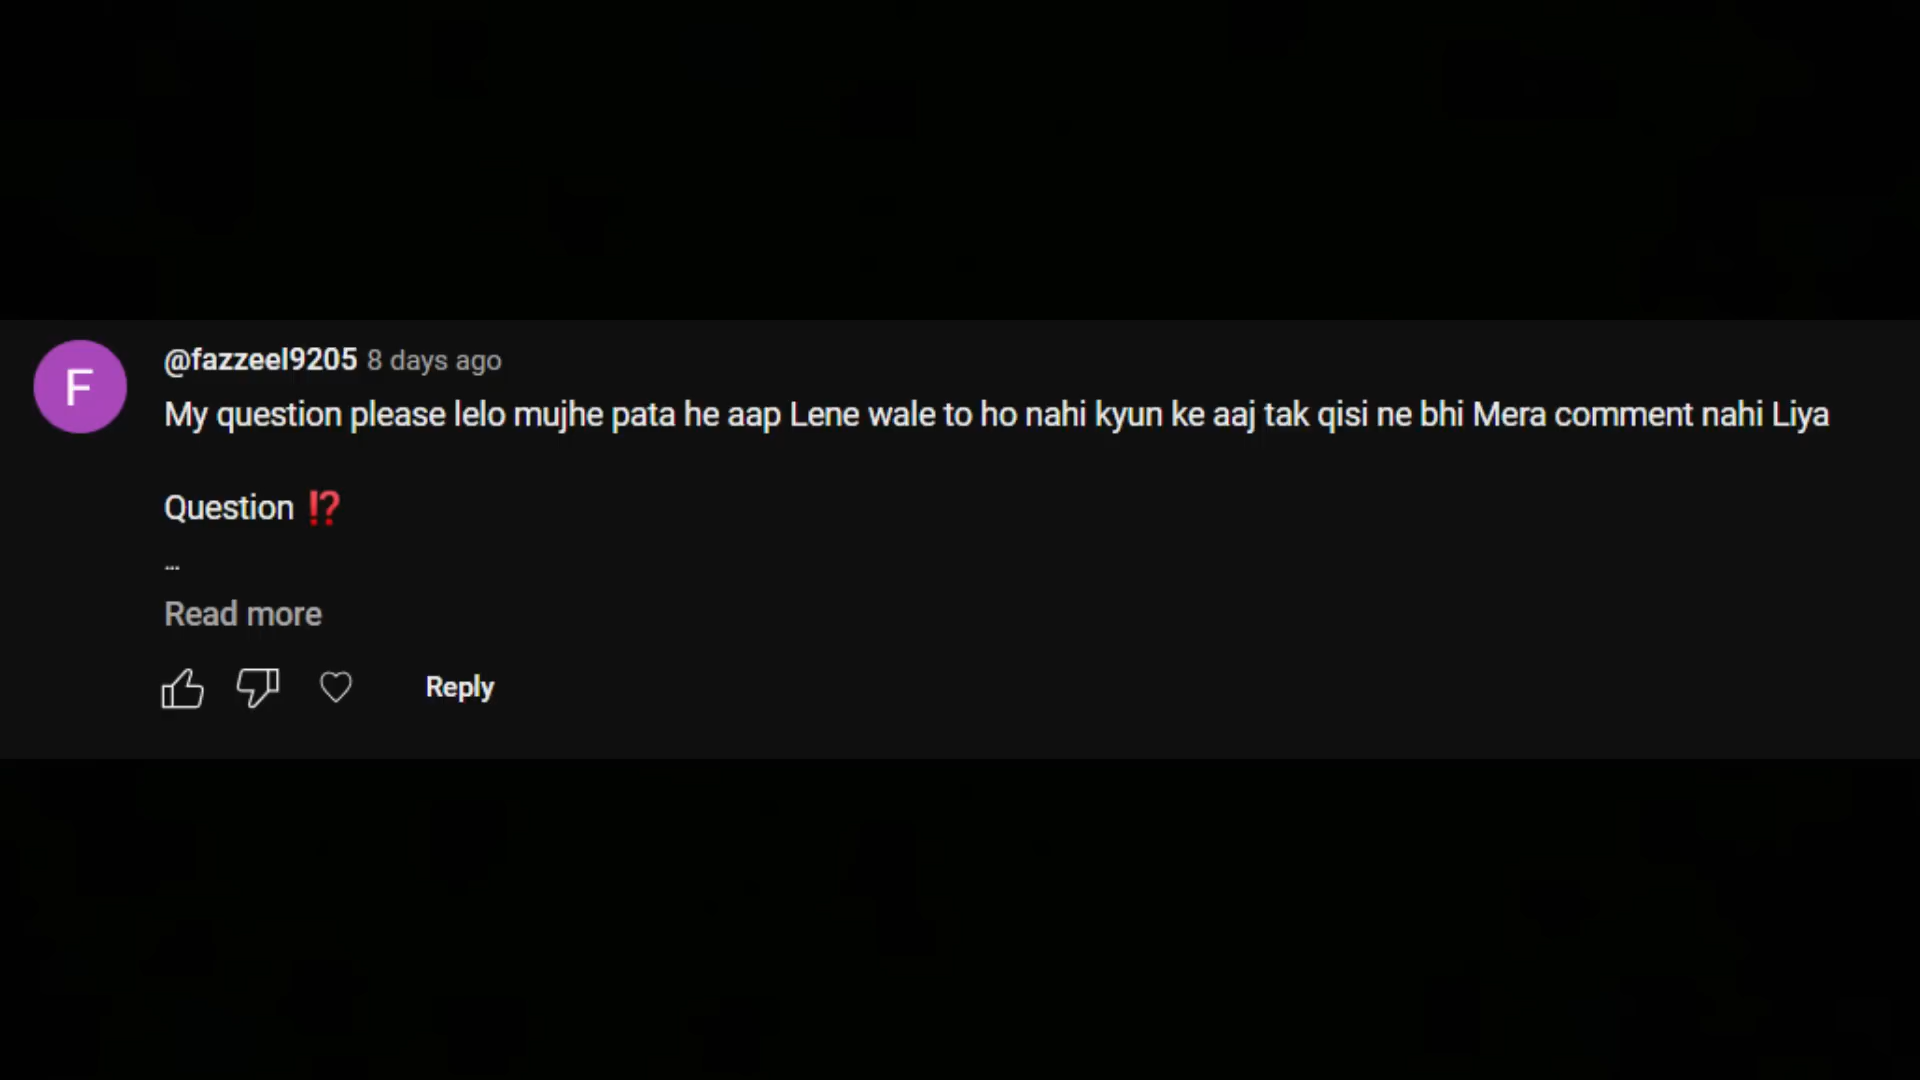 F
@fazzeel9205 8 days ago
My question please lelo mujhe pata he aap Lene wale to ho nahi kyun ke aaj tak qisi ne bhi Mera comment nahi Liya
Question ⁉️
...
Read more
Reply